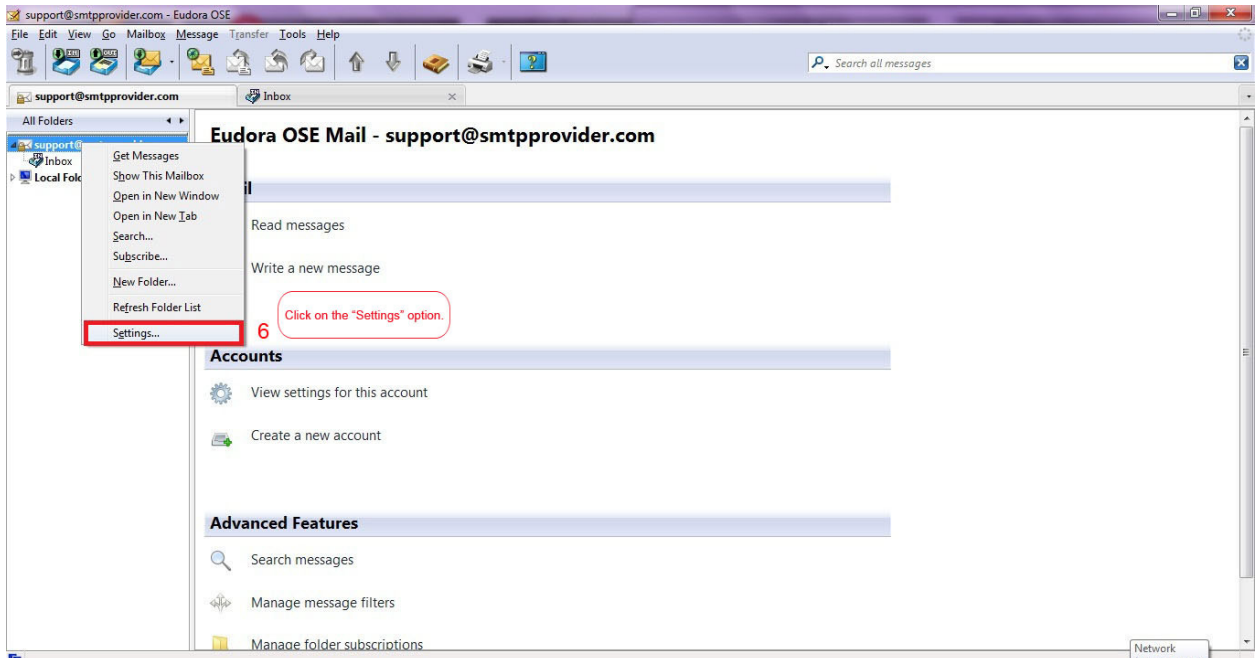 support@smtpprovider.com - Eudora OSE
File Edit View Go Mailbox Message Transfer Tools Help
Search all messages
support@smtpprovider.com
Inbox
All Folders
Eudora OSE Mail - support@smtpprovider.com
Inbox
Get Messages
Show This Mailbox
Open in New Window
Open in New Tab
Search...
Subscribe...
New Folder...
Refresh Folder List
Settings...
Read messages
Write a new message
6
Click on the “Settings” option.
Accounts
View settings for this account
Create a new account
Advanced Features
Search messages
Manage message filters
Manage folder subscriptions
Network